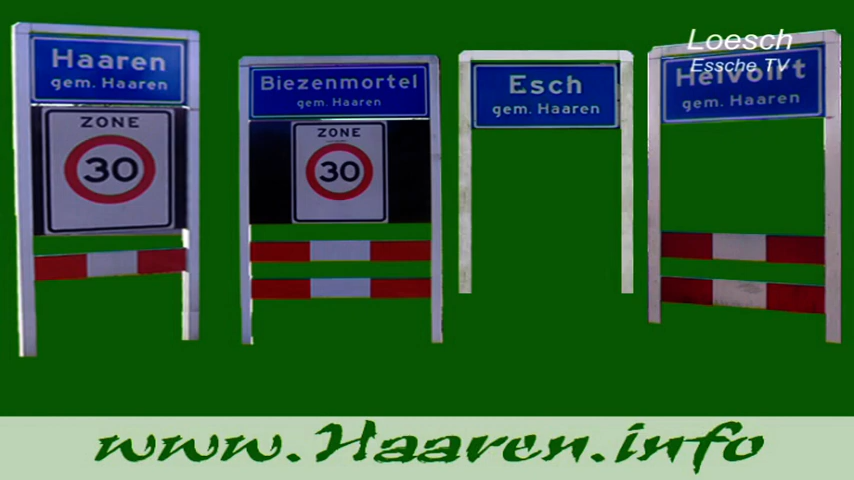 Haaren
gem. Haaren
ZONE
30
Biezenmortel
gem. Haaren
ZONE
30
Esch
gem. Haaren
Loesch
Essche TV
Helvoirt
gem. Haaren
www.Haaren.info